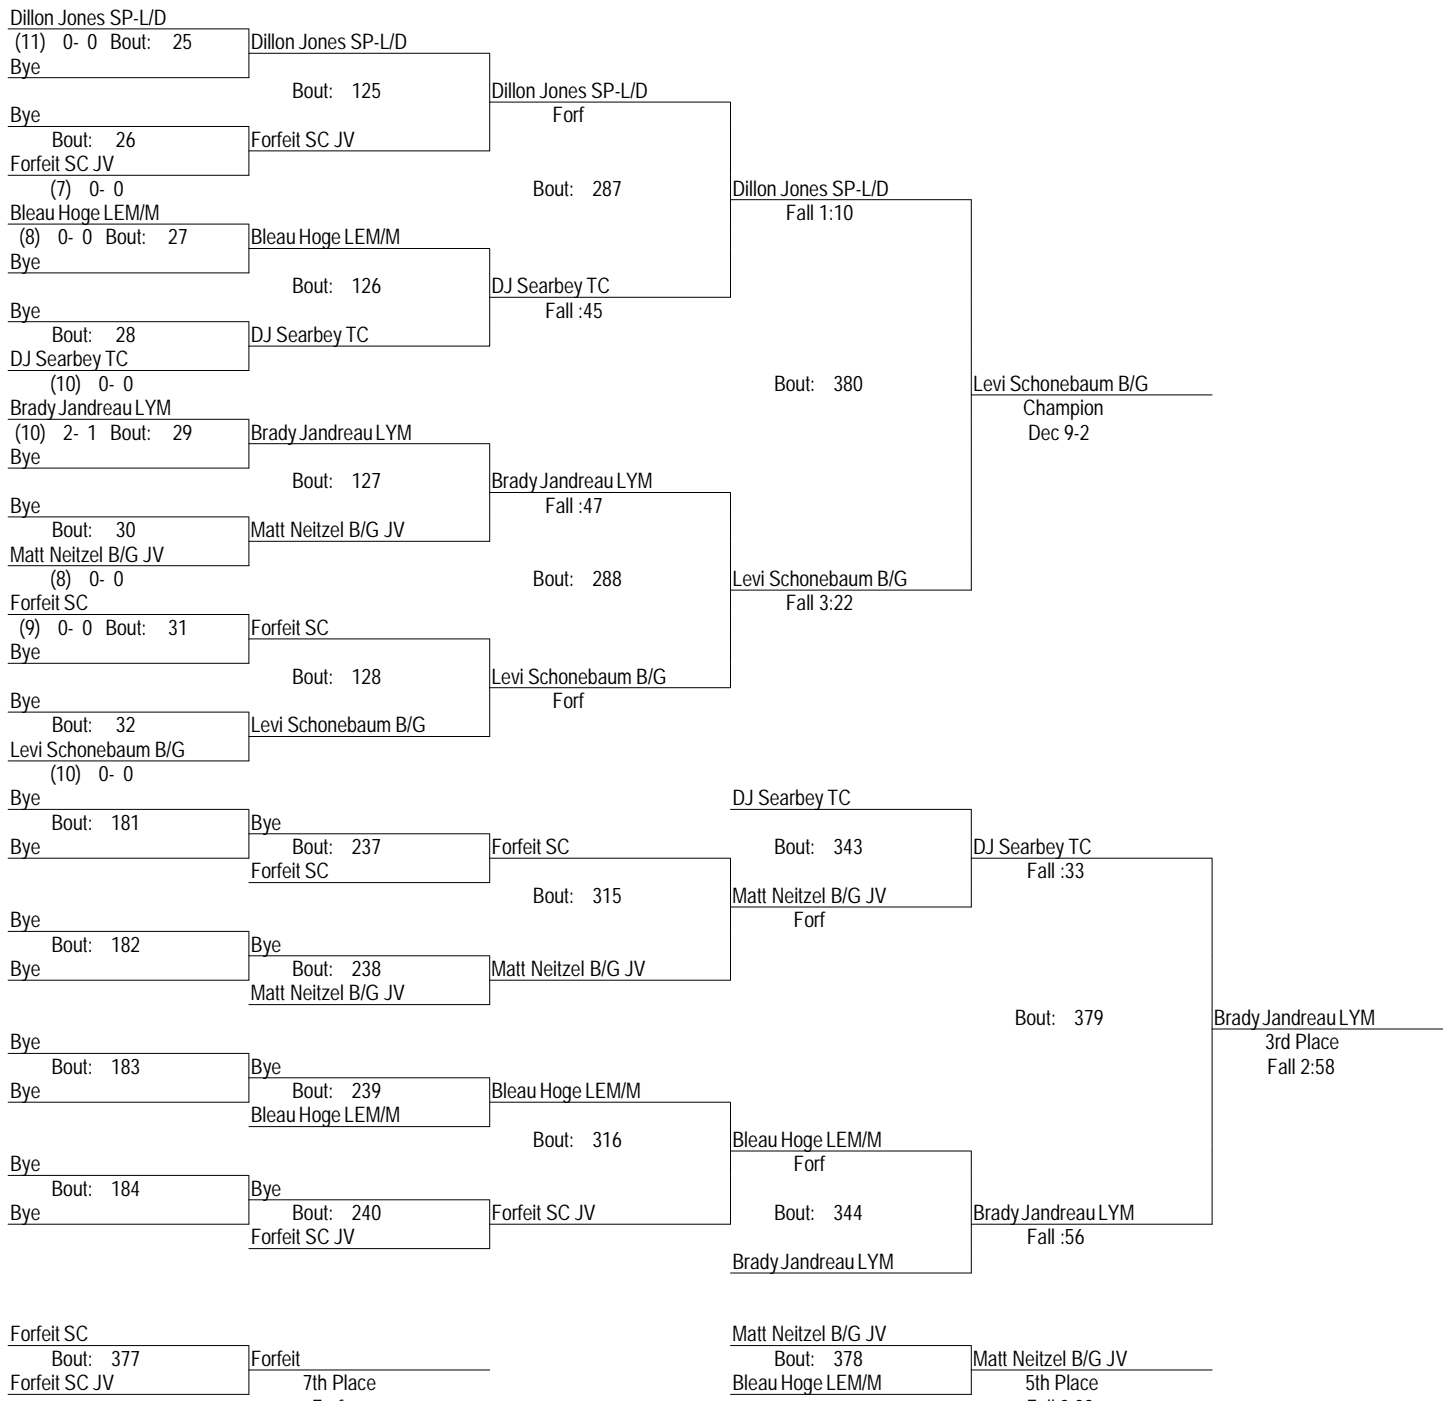 Dillon Jones SP-L/D
(11) 0- 0 Bout: 25 Dillon Jones SP-L/D
Bye
Bout: 125 Dillon Jones SP-L/D
Bye Forf
Bout: 26 Forfeit SC JV
Forfeit SC JV
(7) 0- 0 Bout: 287 Dillon Jones SP-L/D
Bleau Hoge LEM/M Fall 1:10
(8) 0- 0 Bout: 27 Bleau Hoge LEM/M
Bye
Bout: 126 DJ Searbey TC
Bye Fall :45
Bout: 28 DJ Searbey TC
DJ Searbey TC
(10) 0- 0 Bout: 380 Levi Schonebaum B/G
Brady Jandreau LYM Champion
(10) 2- 1 Bout: 29 Brady Jandreau LYM Dec 9-2
Bye
Bout: 127 Brady Jandreau LYM
Bye Fall :47
Bout: 30 Matt Neitzel B/G JV
Matt Neitzel B/G JV
(8) 0- 0 Bout: 288 Levi Schonebaum B/G
Forfeit SC Fall 3:22
(9) 0- 0 Bout: 31 Forfeit SC
Bye
Bout: 128 Levi Schonebaum B/G
Bye Forf
Bout: 32 Levi Schonebaum B/G
Levi Schonebaum B/G
(10) 0- 0
Bye DJ Searbey TC
Bout: 181 Bye
Bye Bout: 237 Forfeit SC Bout: 343 DJ Searbey TC
Forfeit SC Fall :33
Bout: 315 Matt Neitzel B/G JV
Bye Forf
Bout: 182 Bye
Bye Bout: 238 Matt Neitzel B/G JV
Matt Neitzel B/G JV
Bout: 379 Brady Jandreau LYM
Bye 3rd Place
Bout: 183 Bye Fall 2:58
Bye Bout: 239 Bleau Hoge LEM/M
Bleau Hoge LEM/M
Bout: 316 Bleau Hoge LEM/M
Bye Forf
Bout: 184 Bye
Bye Bout: 240 Forfeit SC JV Bout: 344 Brady Jandreau LYM
Forfeit SC JV Fall :56
Brady Jandreau LYM
Forfeit SC Matt Neitzel B/G JV
Bout: 377 Forfeit Bout: 378 Matt Neitzel B/G JV
Forfeit SC JV 7th Place Bleau Hoge LEM/M 5th Place